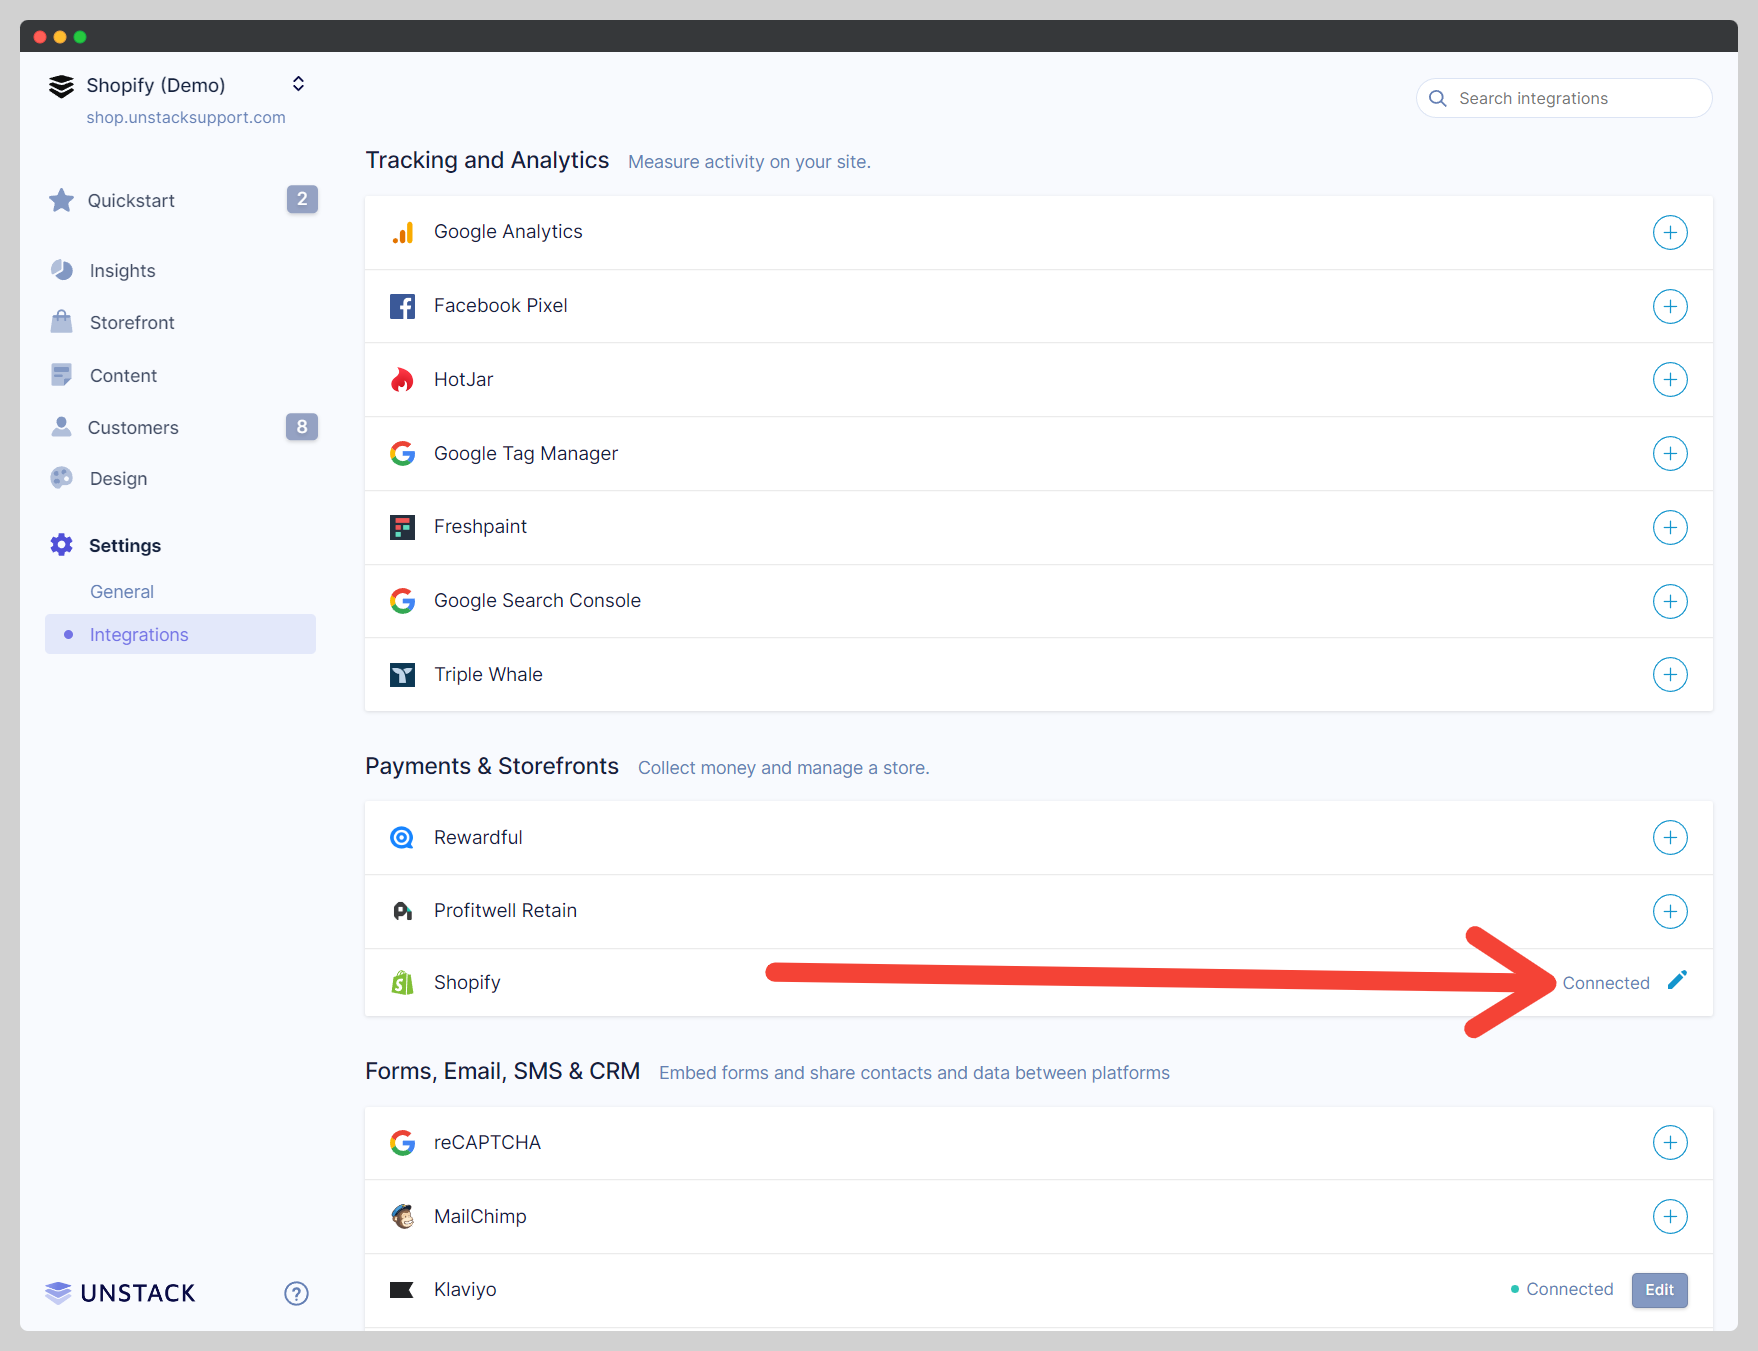 Shopify (Demo)
shop.unstacksupport.com
Search integrations
Quickstart 2
Insights
Storefront
Content
Customers 8
Design
Settings
General
Integrations
UNSTACK ?
Tracking and Analytics Measure activity on your site.
Google Analytics
Facebook Pixel
HotJar
Google Tag Manager
Freshpaint
Google Search Console
Triple Whale
Payments & Storefronts Collect money and manage a store.
Rewardful
Profitwell Retain
Shopify Connected
Forms, Email, SMS & CRM Embed forms and share contacts and data between platforms
reCAPTCHA
MailChimp
Klaviyo Connected Edit